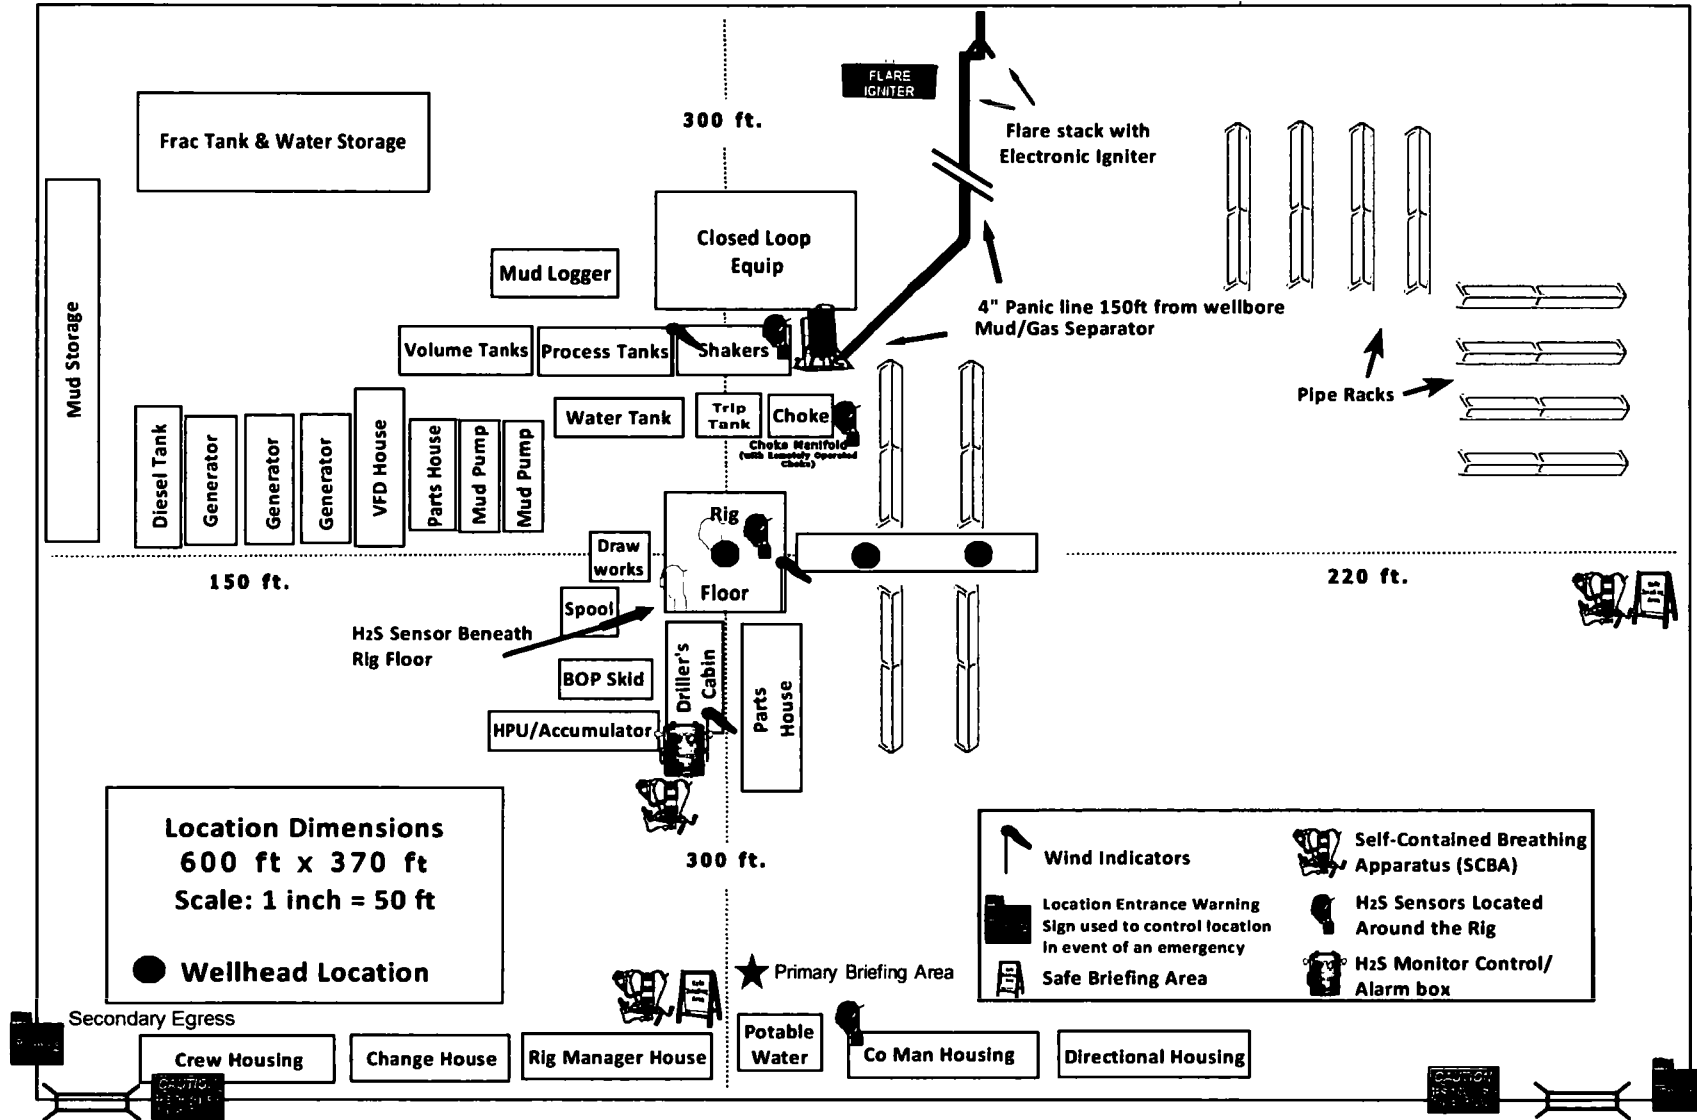 FLARE
IGNITER
300 ft.
Flare stack with
Electronic Igniter
Frac Tank & Water Storage
Closed Loop
Equip
Mud Logger
4" Panic line 150ft from wellbore
Mud/Gas Separator
Mud Storage
Volume Tanks
Process Tanks
Shakers
Pipe Racks
Water Tank
Trip
Tank
Choke
Choke Manifold
(with Remotely Operated
Choke)
Diesel Tank
Generator
Generator
Generator
VFD House
Parts House
Mud Pump
Mud Pump
Rig
Floor
Draw
works
150 ft.
220 ft.
Spool
H2S Sensor Beneath
Rig Floor
BOP Skid
Driller's
Cabin
Parts
House
HPU/Accumulator
Location Dimensions
600 ft x 370 ft
Scale: 1 inch = 50 ft
Wellhead Location
300 ft.
Wind Indicators
Location Entrance Warning
Sign used to control location
in event of an emergency
Safe Briefing Area
Self-Contained Breathing
Apparatus (SCBA)
H2S Sensors Located
Around the Rig
H2S Monitor Control/
Alarm box
Primary Briefing Area
Secondary Egress
Crew Housing
Change House
Rig Manager House
Potable
Water
Co Man Housing
Directional Housing
CAUTION
CAUTION